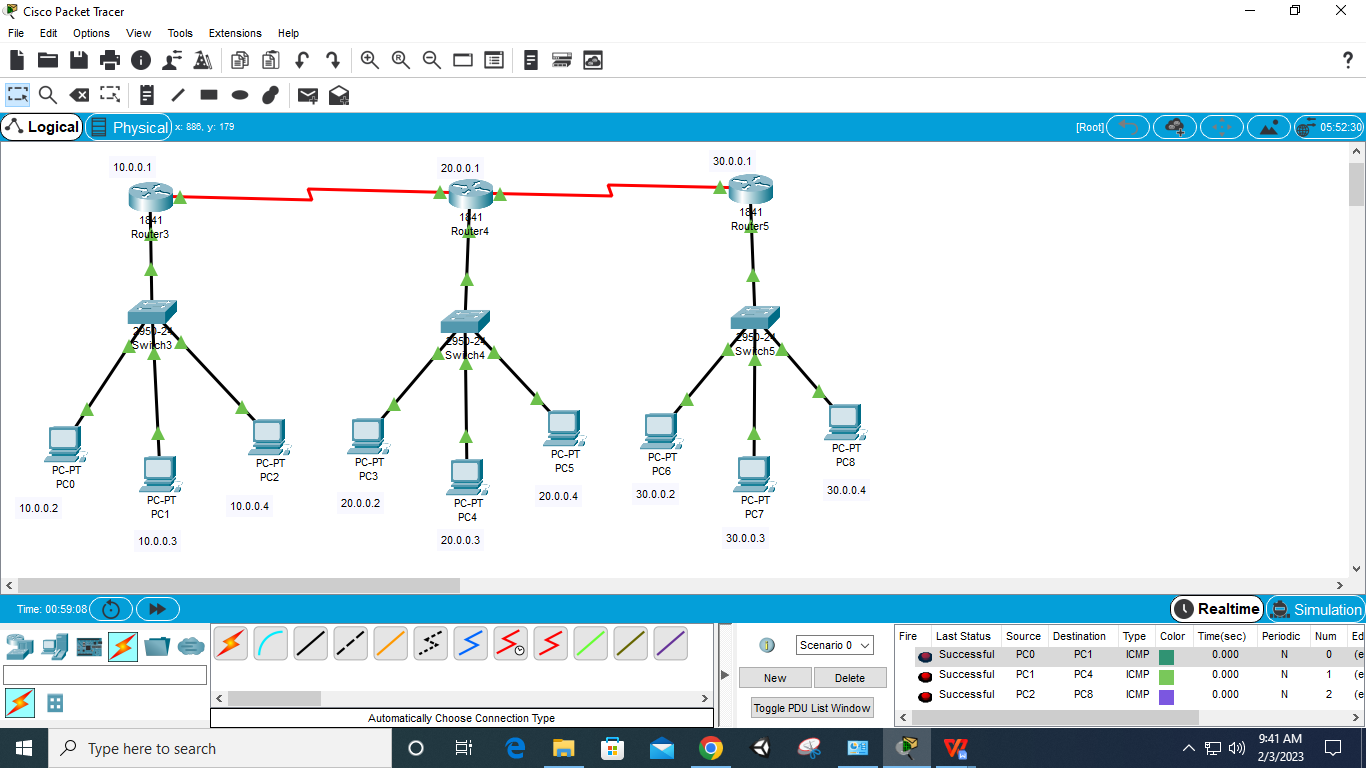 Cisco Packet Tracer
File Edit Options View Tools Extensions Help
?
Logical Physical x: 886, y: 179 [Root] 05:52:30
10.0.0.1 20.0.0.1 30.0.0.1
1841 1841 1841
Router3 Router4 Router5
2950-24 2950-24 2950-24
Switch3 Switch4 Switch5
PC-PT PC-PT PC-PT PC-PT PC-PT PC-PT PC-PT PC-PT PC-PT
PC0 PC1 PC2 PC3 PC4 PC5 PC6 PC7 PC8
10.0.0.2 10.0.0.3 10.0.0.4 20.0.0.2 20.0.0.3 20.0.0.4 30.0.0.2 30.0.0.3 30.0.0.4
Time: 00:59:08 Realtime Simulation
Scenario 0
New Delete
Toggle PDU List Window
Automatically Choose Connection Type
Fire Last Status Source Destination Type Color Time(sec) Periodic Num Ed
Successful PC0 PC1 ICMP 0.000 N 0 (e
Successful PC1 PC4 ICMP 0.000 N 1 (e
Successful PC2 PC8 ICMP 0.000 N 2 (e
Type here to search
9:41 AM
2/3/2023